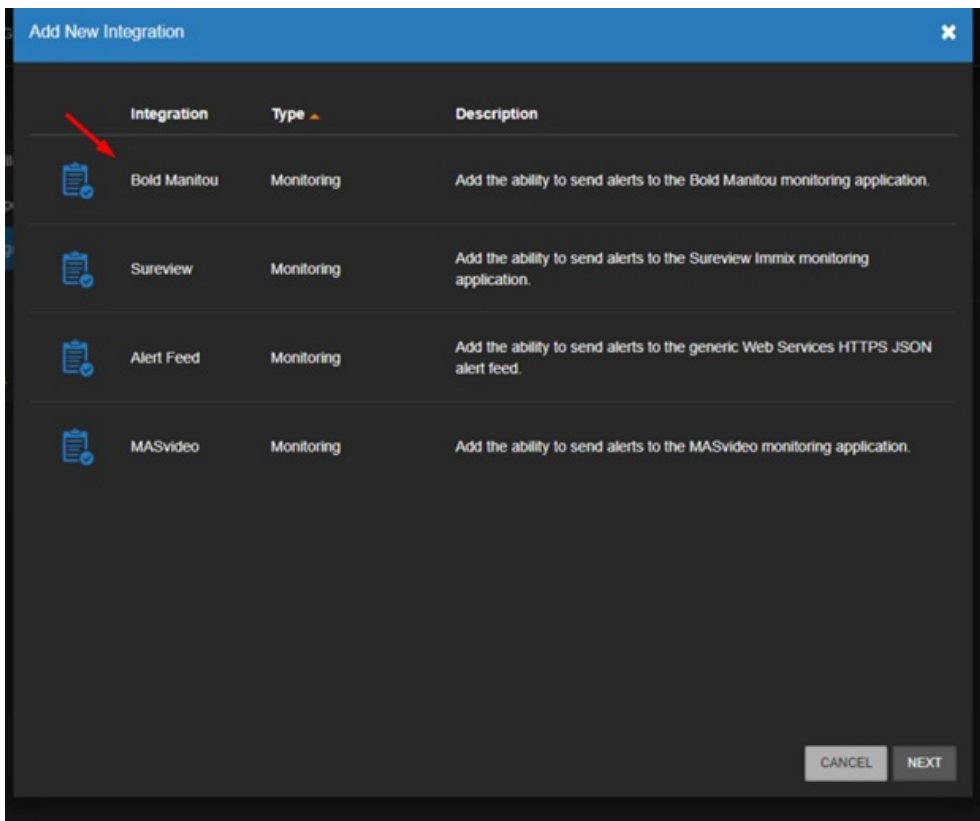 Add New Integration
Integration Type Description
Bold Manitou Monitoring Add the ability to send alerts to the Bold Manitou monitoring application.
Sureview Monitoring Add the ability to send alerts to the Sureview Immix monitoring
application.
Alert Feed Monitoring Add the ability to send alerts to the generic Web Services HTTPS JSON
alert feed.
MASvideo Monitoring Add the ability to send alerts to the MASvideo monitoring application.
CANCEL NEXT